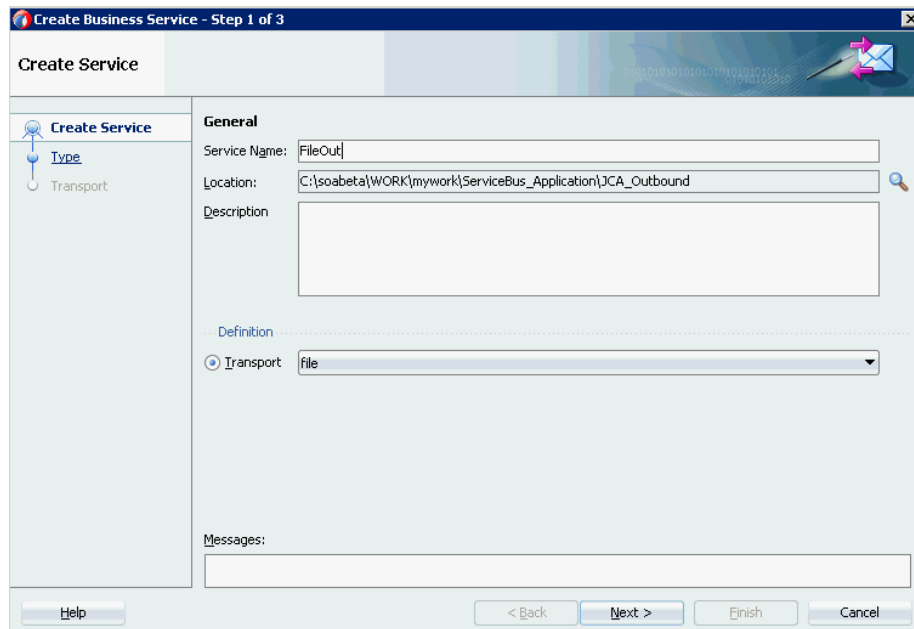 Create Business Service - Step 1 of 3
Create Service
Create Service
Type
Transport
General
Service Name: FileOut
Location: C:\soabeta\WORK\mywork\ServiceBus_Application\JCA_Outbound
Description
Definition
Transport file
Messages:
Help < Back Next > Finish Cancel